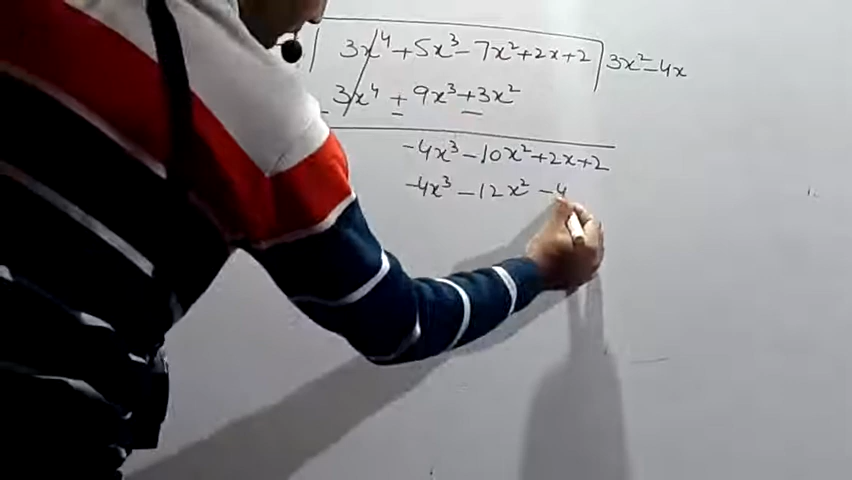 3x⁴ + 5x³ - 7x² + 2x + 2 | 3x² - 4x
- 3x⁴ + 9x³ + 3x²
- -
-4x³ - 10x² + 2x + 2
-4x³ - 12x² - 4